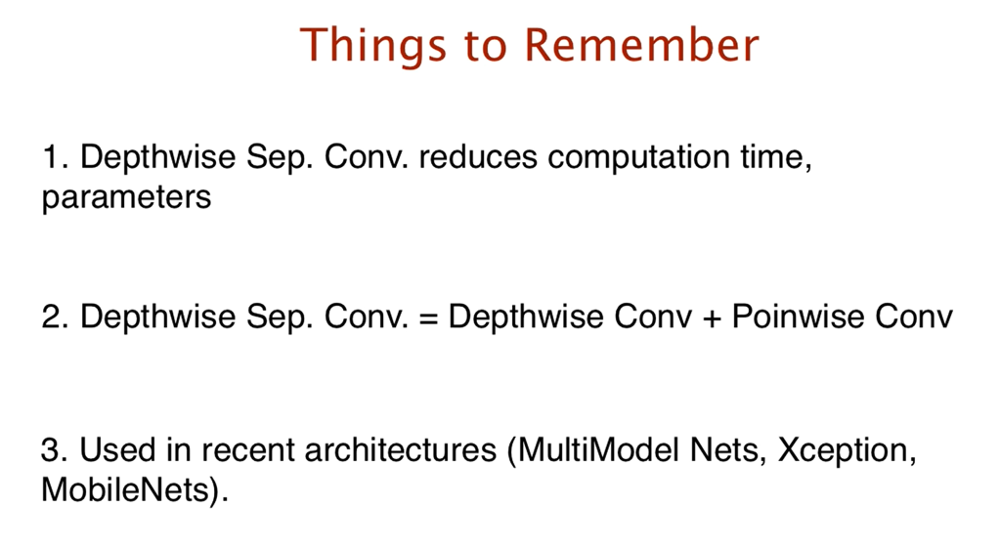 Things to Remember
1. Depthwise Sep. Conv. reduces computation time,
parameters
2. Depthwise Sep. Conv. = Depthwise Conv + Poinwise Conv
3. Used in recent architectures (MultiModel Nets, Xception,
MobileNets).